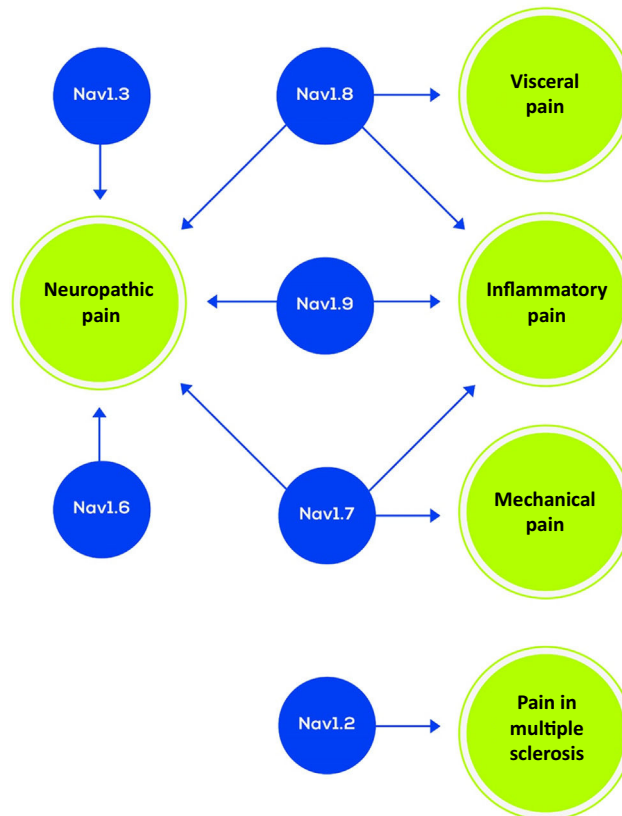 Nav1.3
Nav1.8
Visceral
pain
Neuropathic
pain
Nav1.9
Inflammatory
pain
Nav1.6
Nav1.7
Mechanical
pain
Nav1.2
Pain in
multiple
sclerosis